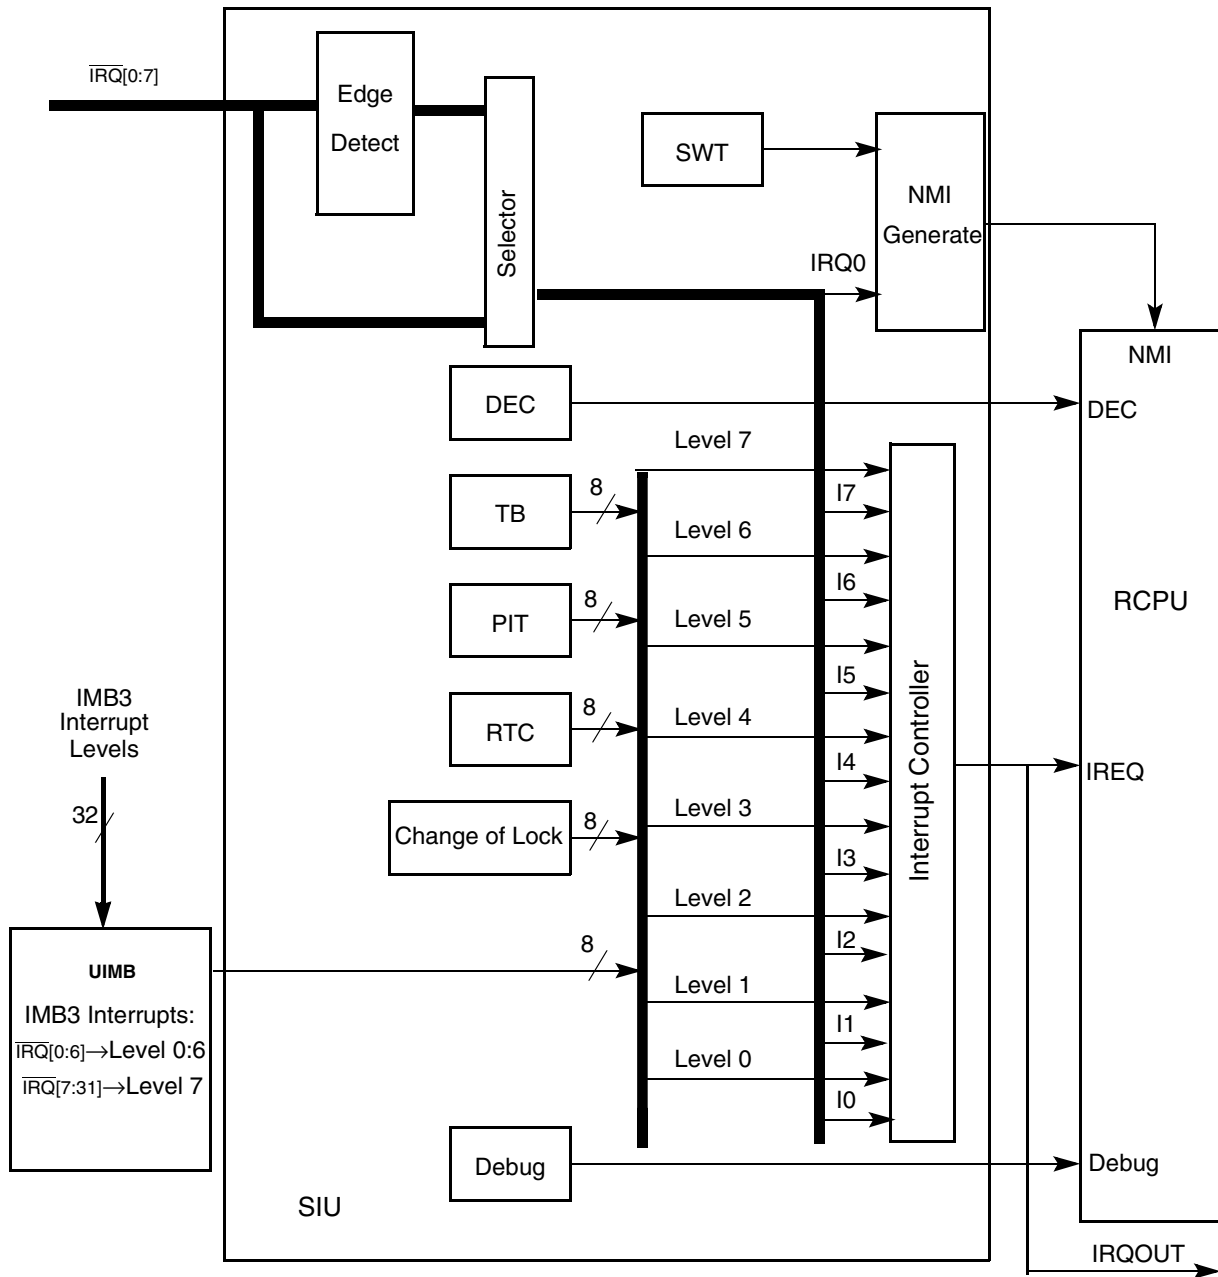 IRQ[0:7]
Edge
Detect
Selector
SWT
NMI
Generate
IRQ0
NMI
DEC
DEC
Level 7
8
TB
I7
Level 6
8
PIT
I6
Level 5
RCPU
IMB3
Interrupt
Levels
8
RTC
I5
Level 4
Interrupt Controller
I4
IREQ
32
Change of Lock
8
Level 3
I3
Level 2
8
I2
UIMB
IMB3 Interrupts:
IRQ[0:6]→Level 0:6
IRQ[7:31]→Level 7
Level 1
I1
Level 0
I0
Debug
Debug
SIU
IRQOUT